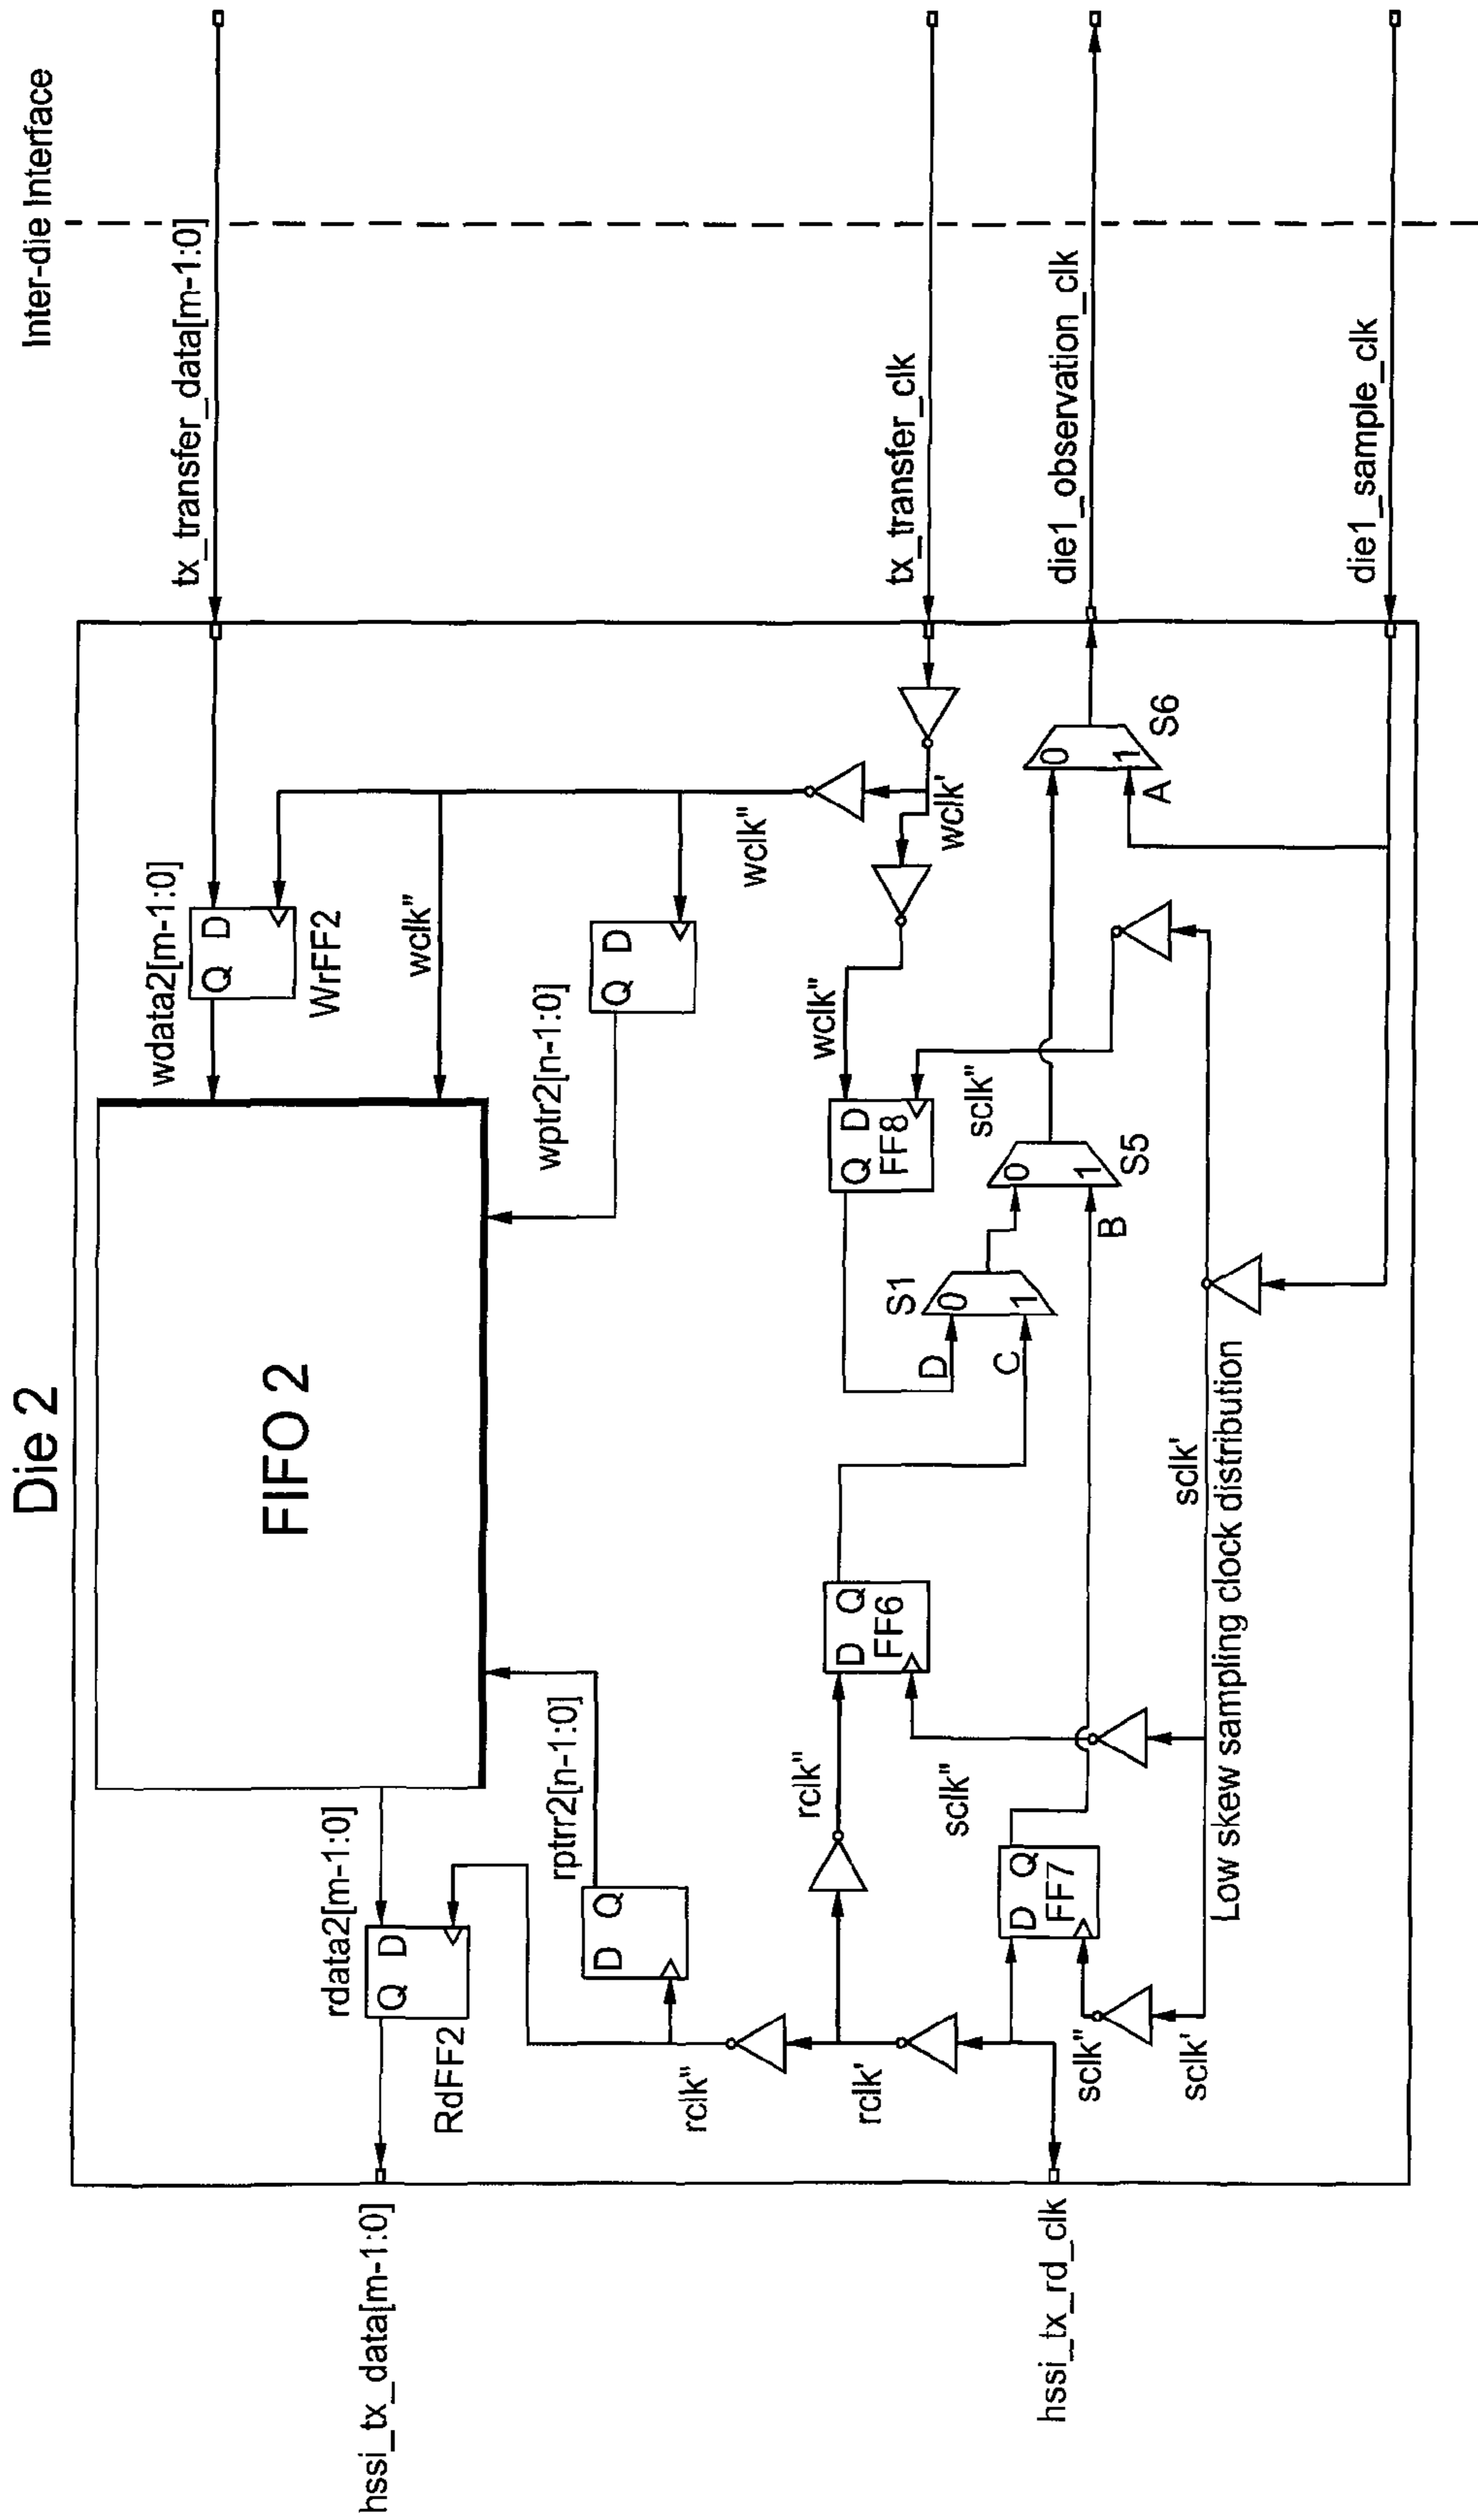 Die 2
Inter-die Interface
FIFO 2
tx_transfer_data[m-1:0]
wdata2[m-1:0]
Q D
WrFF2
wclk"
wptr2[n-1:0]
Q D
wclk"
rdata2[m-1:0]
Q D
RdFF2
hssi_tx_data[m-1:0]
rptrr2[n-1:0]
D Q
rclk"
rclk'
rclk"
D Q
FF6
sclk"
D Q
FF7
sclk"
sclk'
hssi_tx_rd_clk
wclk"
Q D
FF8
sclk"
wclk'
tx_transfer_clk
S1
0
1
D
C
0
1
S5
B
0
1
S6
A
die1_observation_clk
die1_sample_clk
sclk'
Low skew sampling clock distribution